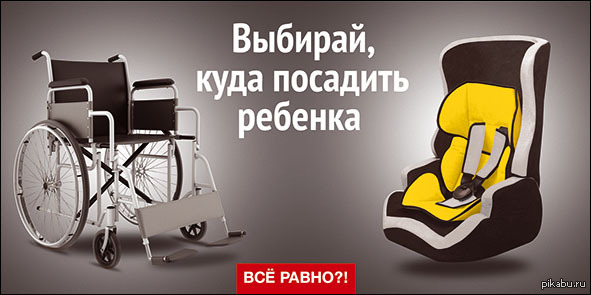 Выбирай,
куда посадить
ребенка
ВСЁ РАВНО?!
pikabu.ru